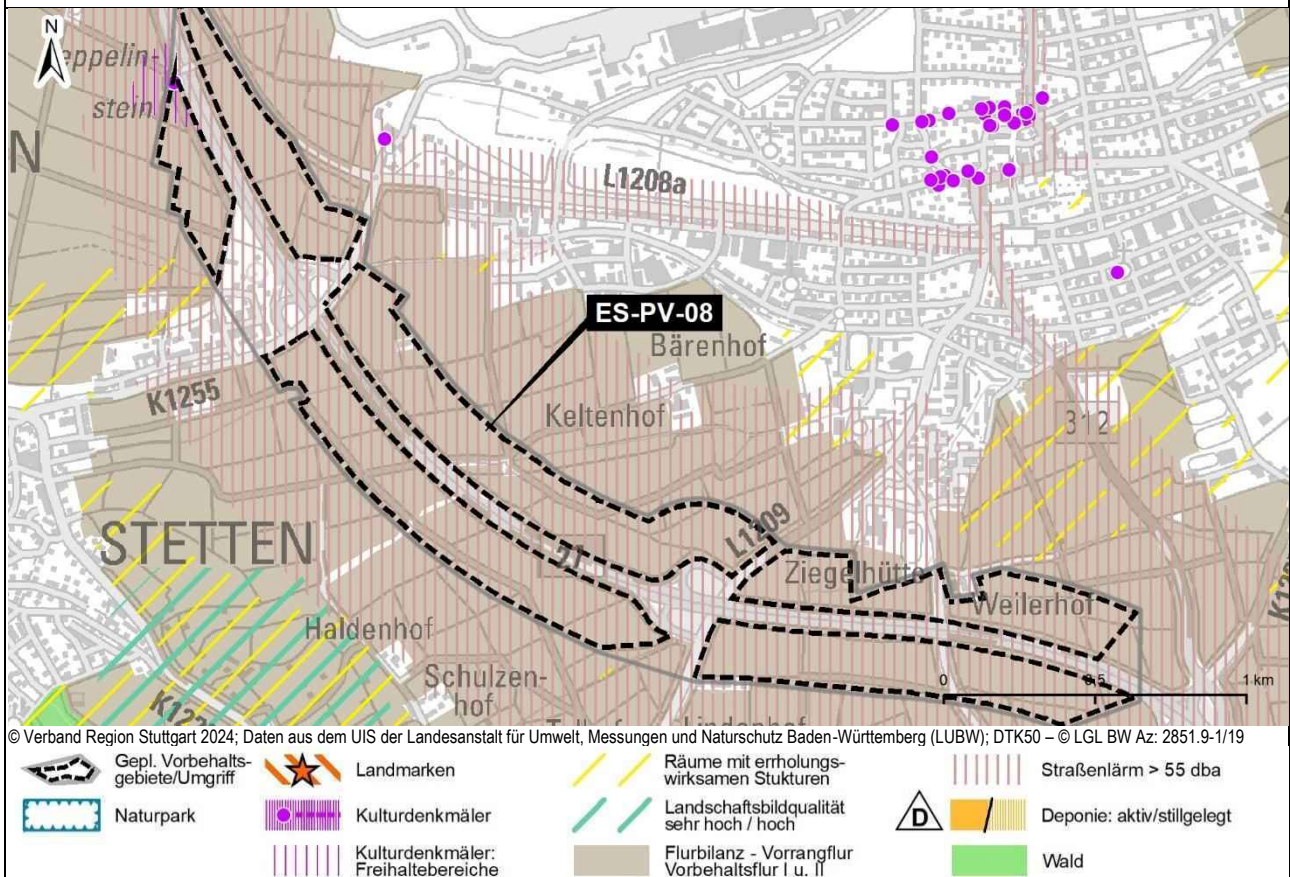 N
eppelin-
stein
N
L1208a
ES-PV-08
Bärenhof
K1255
Keltenhof
312
STETTEN
27
L1209
Ziegelhütte
Weilerhof
Haldenhof
Schulzen-
hof
Lindenhof
0 0,5 1 km
© Verband Region Stuttgart 2024; Daten aus dem UIS der Landesanstalt für Umwelt, Messungen und Naturschutz Baden-Württemberg (LUBW); DTK50 – © LGL BW Az: 2851.9-1/19
Gepl. Vorbehalts-
gebiete/Umgriff
Landmarken
Räume mit errholungs-
wirksamen Stukturen
Straßenlärm > 55 dba
Naturpark
Kulturdenkmäler
Landschaftsbildqualität
sehr hoch / hoch
D
Deponie: aktiv/stillgelegt
Kulturdenkmäler:
Freihaltebereiche
Flurbilanz - Vorrangflur
Vorbehaltsflur I u. II
Wald